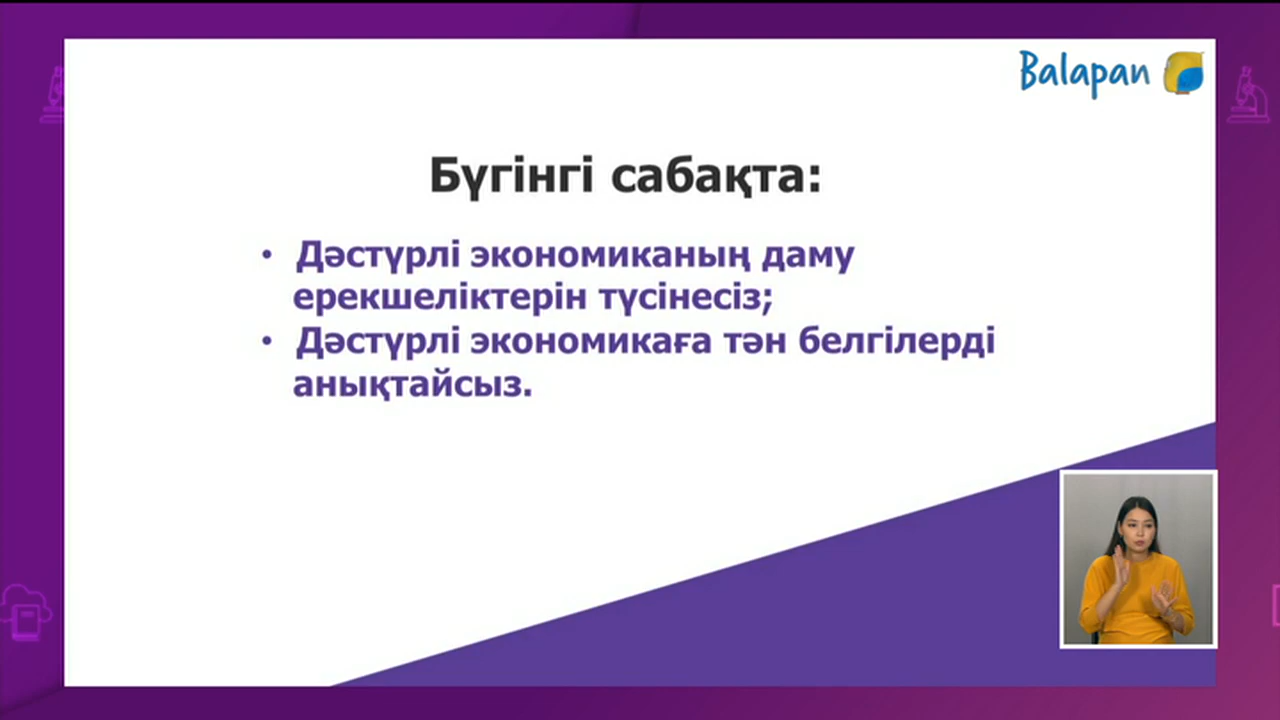 Balapan
Бүгінгі сабақта:
• Дәстүрлі экономиканың даму
ерекшеліктерін түсінесіз;
• Дәстүрлі экономикаға тән белгілерді
анықтайсыз.